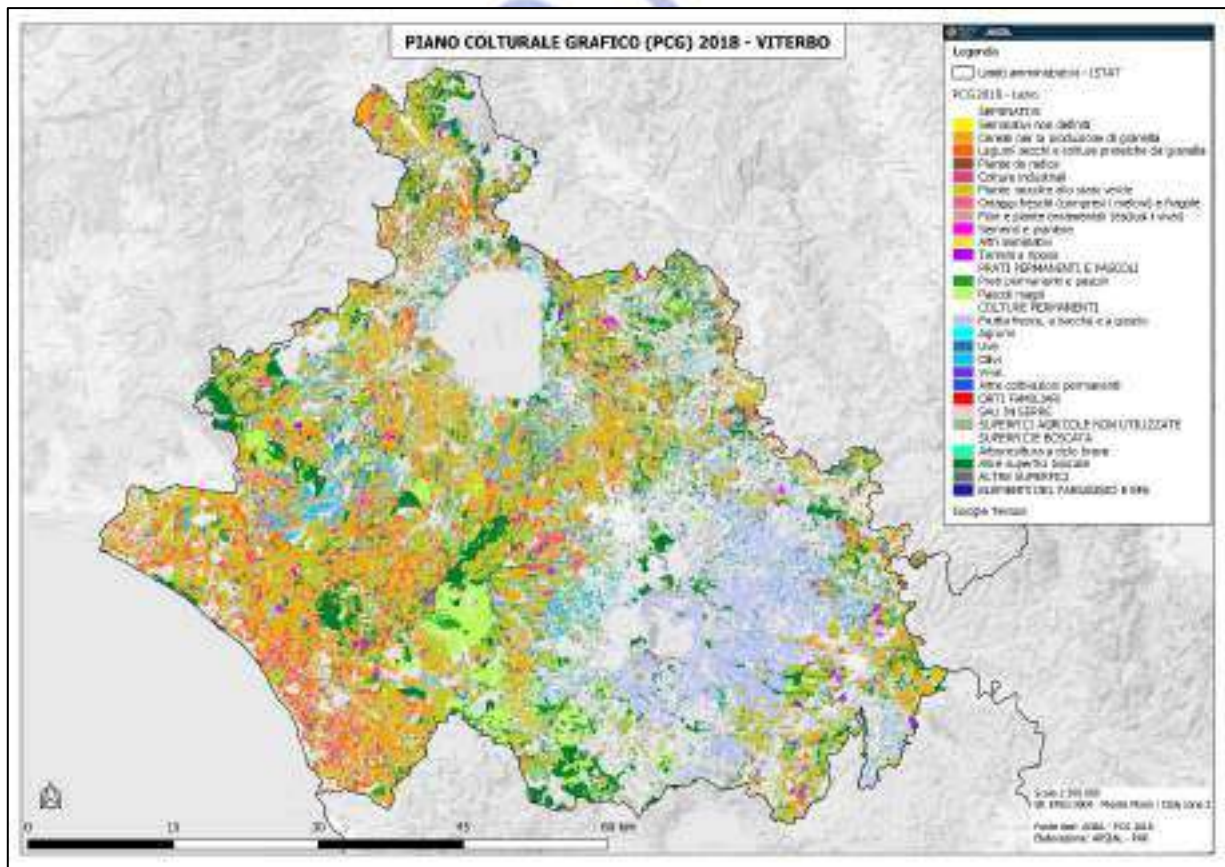 PIANO COLTURALE GRAFICO (PCG) 2018 - VITERBO
Legenda
Limiti amministrativi - ISTAT
PCG 2018 - Lazio
SEMINATIVI
Seminativi non definiti
Cereali per la produzione di granella
Legumi secchi e colture proteiche da granella
Piante da radice
Colture industriali
Piante raccolte allo stato verde
Ortaggi freschi (compresi i meloni) e fragole
Fiori e piante ornamentali (esclusi i vivai)
Sementi e piantine
Altri seminativi
Terreni a riposo
PRATI PERMANENTI E PASCOLI
Prati permanenti e pascoli
Pascoli magri
COLTURE PERMANENTI
Frutta fresca, a bacche e a guscio
Agrumi
Uva
Olivi
Vivai
Altre coltivazioni permanenti
ORTI FAMILIARI
SAU IN SERRE
SUPERFICI AGRICOLE NON UTILIZZATE
SUPERFICIE BOSCATA
Arboricoltura a ciclo breve
Altre superfici boscate
ALTRE SUPERFICI
Google Terrain
0 15 30 45 60 km